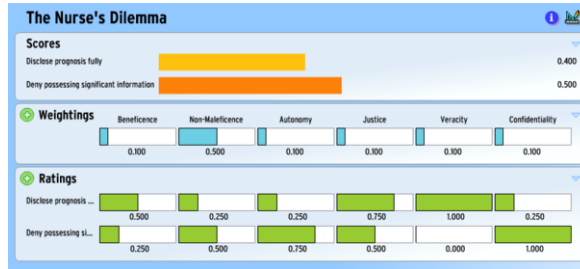 The Nurse's Dilemma
Scores
Disclose prognosis fully 0.400
Deny possessing significant information 0.500
Weightings
Beneficence Non-Maleficence Autonomy Justice Veracity Confidentiality
0.100 0.500 0.100 0.100 0.100 0.100
Ratings
Disclose prognosis ...
0.500 0.250 0.250 0.750 1.000 0.250
Deny possessing si...
0.250 0.500 0.750 0.500 0.000 1.000